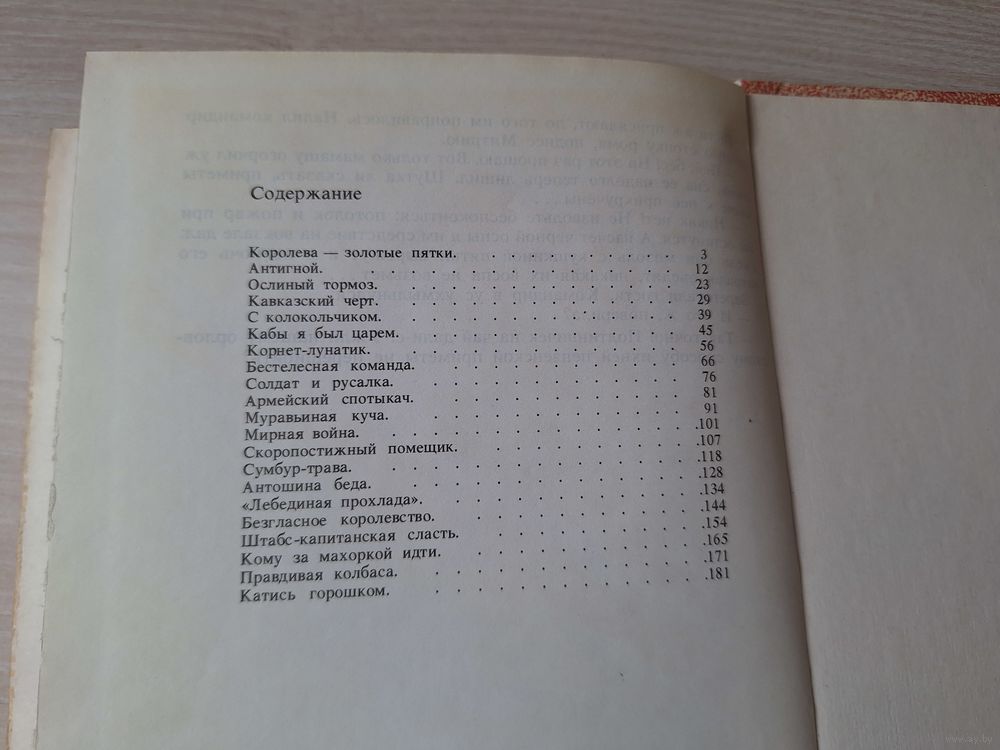 Содержание
Королева — золотые пятки. . . . . . . . . 3
Антигной. . . . . . . . . . . . . 12
Ослиный тормоз. . . . . . . . . . . 23
Кавказский черт. . . . . . . . . . . 29
С колокольчиком. . . . . . . . . . . 39
Кабы я был царем. . . . . . . . . . 45
Корнет-лунатик. . . . . . . . . . . 56
Бестелесная команда. . . . . . . . . . 66
Солдат и русалка. . . . . . . . . . 76
Армейский спотыкач. . . . . . . . . . 81
Муравьиная куча. . . . . . . . . . . 91
Мирная война. . . . . . . . . . . .101
Скоропостижный помещик. . . . . . . . .107
Сумбур-трава. . . . . . . . . . . .118
Антошина беда. . . . . . . . . . . .128
«Лебединая прохлада». . . . . . . . . .134
Безгласное королевство. . . . . . . . . .144
Штабс-капитанская сласть. . . . . . . . .154
Кому за махоркой идти. . . . . . . . . .165
Правдивая колбаса. . . . . . . . . . .171
Катись горошком. . . . . . . . . . .181
www.ay.by